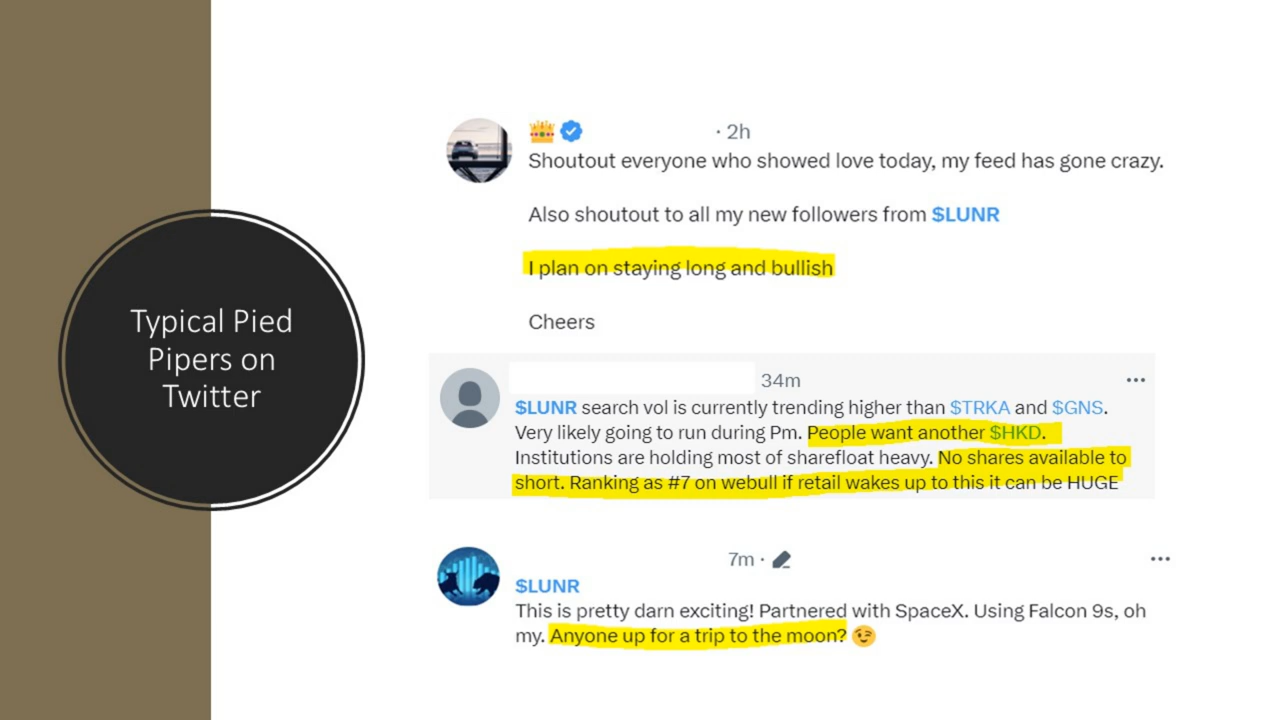 Typical Pied
Pipers on
Twitter
👑 · 2h
Shoutout everyone who showed love today, my feed has gone crazy.
Also shoutout to all my new followers from $LUNR
I plan on staying long and bullish
Cheers
34m ...
$LUNR search vol is currently trending higher than $TRKA and $GNS.
Very likely going to run during Pm. People want another $HKD.
Institutions are holding most of sharefloat heavy. No shares available to
short. Ranking as #7 on webull if retail wakes up to this it can be HUGE
7m · ...
$LUNR
This is pretty darn exciting! Partnered with SpaceX. Using Falcon 9s, oh
my. Anyone up for a trip to the moon? 😉